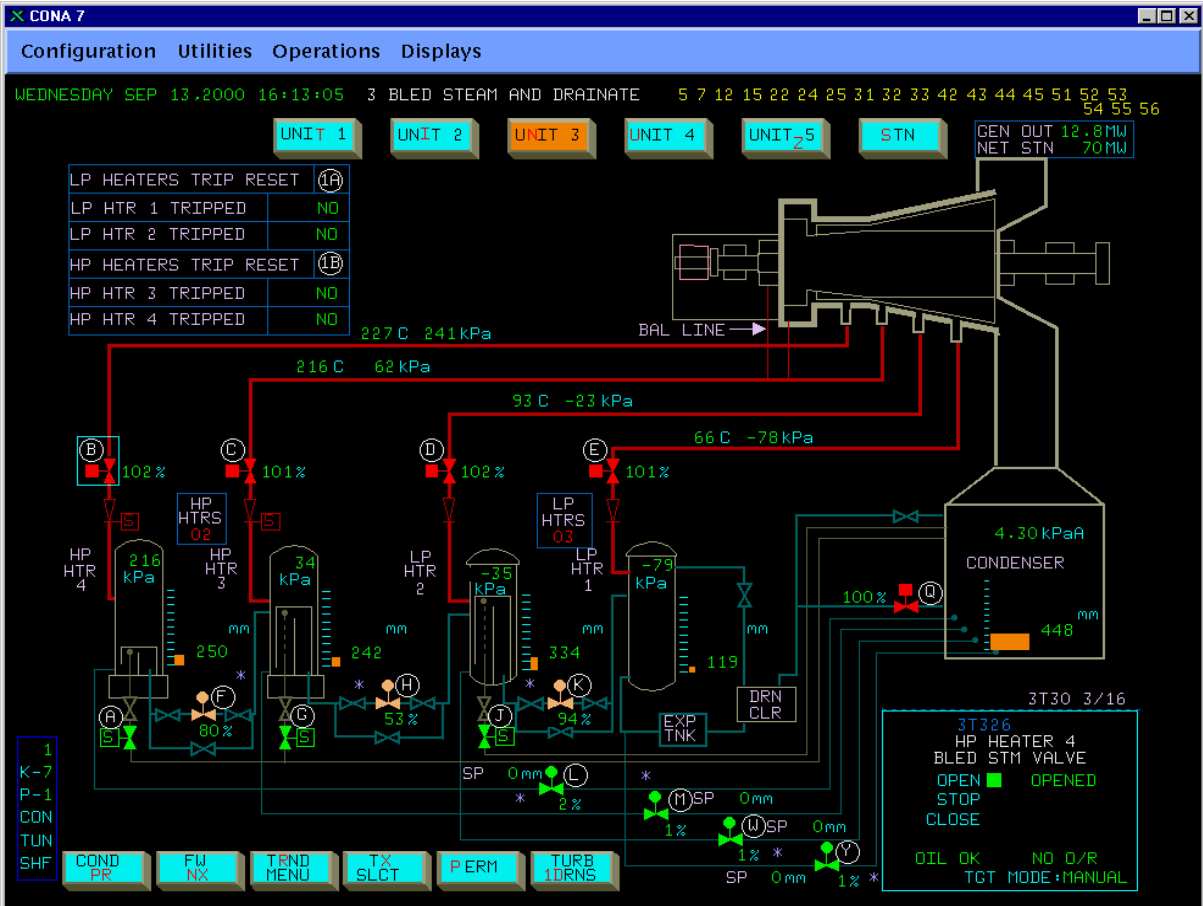 CONA 7
Configuration Utilities Operations Displays
WEDNESDAY SEP 13,2000 16:13:05 3 BLED STEAM AND DRAINATE 5 7 12 15 22 24 25 31 32 33 42 43 44 45 51 52 53
54 55 56
UNIT 1 UNIT 2 UNIT 3 UNIT 4 UNIT Z5 STN
GEN OUT 12.8MW
NET STN 70MW
LP HEATERS TRIP RESET 1A
LP HTR 1 TRIPPED NO
LP HTR 2 TRIPPED NO
HP HEATERS TRIP RESET 1B
HP HTR 3 TRIPPED NO
HP HTR 4 TRIPPED NO
BAL LINE
227 C 241kPa
216 C 62 kPa
93 C -23 kPa
66 C -78kPa
B C D E
102% 101% 102% 101%
S S
HP
HTRS
02
LP
HTRS
03
HP
HTR
4
216
kPa
HP
HTR
3
34
kPa
LP
HTR
2
-35
kPa
LP
HTR
1
-79
kPa
4.30 kPaA
CONDENSER
100% Q
mm mm mm mm mm
250 242 334 119 448
* * *
F H K
80% 53% 94%
A G J
S S S
EXP
TNK
DRN
CLR
SP 0mm L
* 2%
*
M SP 0mm
1%
W SP 0mm
1% *
Y
SP 0mm 1% *
3T30 3/16
3T326
HP HEATER 4
BLED STM VALVE
OPEN OPENED
STOP
CLOSE
OIL OK NO O/R
TGT MODE:MANUAL
1
K-7
P-1
CON
TUN
SHF
COND
PR
FW
NX
TRND
MENU
TX
SLCT
PERM
TURB
1DRNS